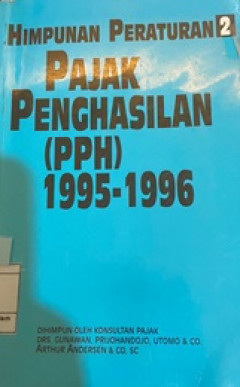 HIMPUNAN PERATURAN 2
PAJAK
PENGHASILAN
(PPH)
1995-1996
DIHIMPUN OLEH KONSULTAN PAJAK
DRS. GUNAWAN, PRIJOHANDOJO, UTOMO & CO.
ARTHUR ANDERSEN & CO, SC